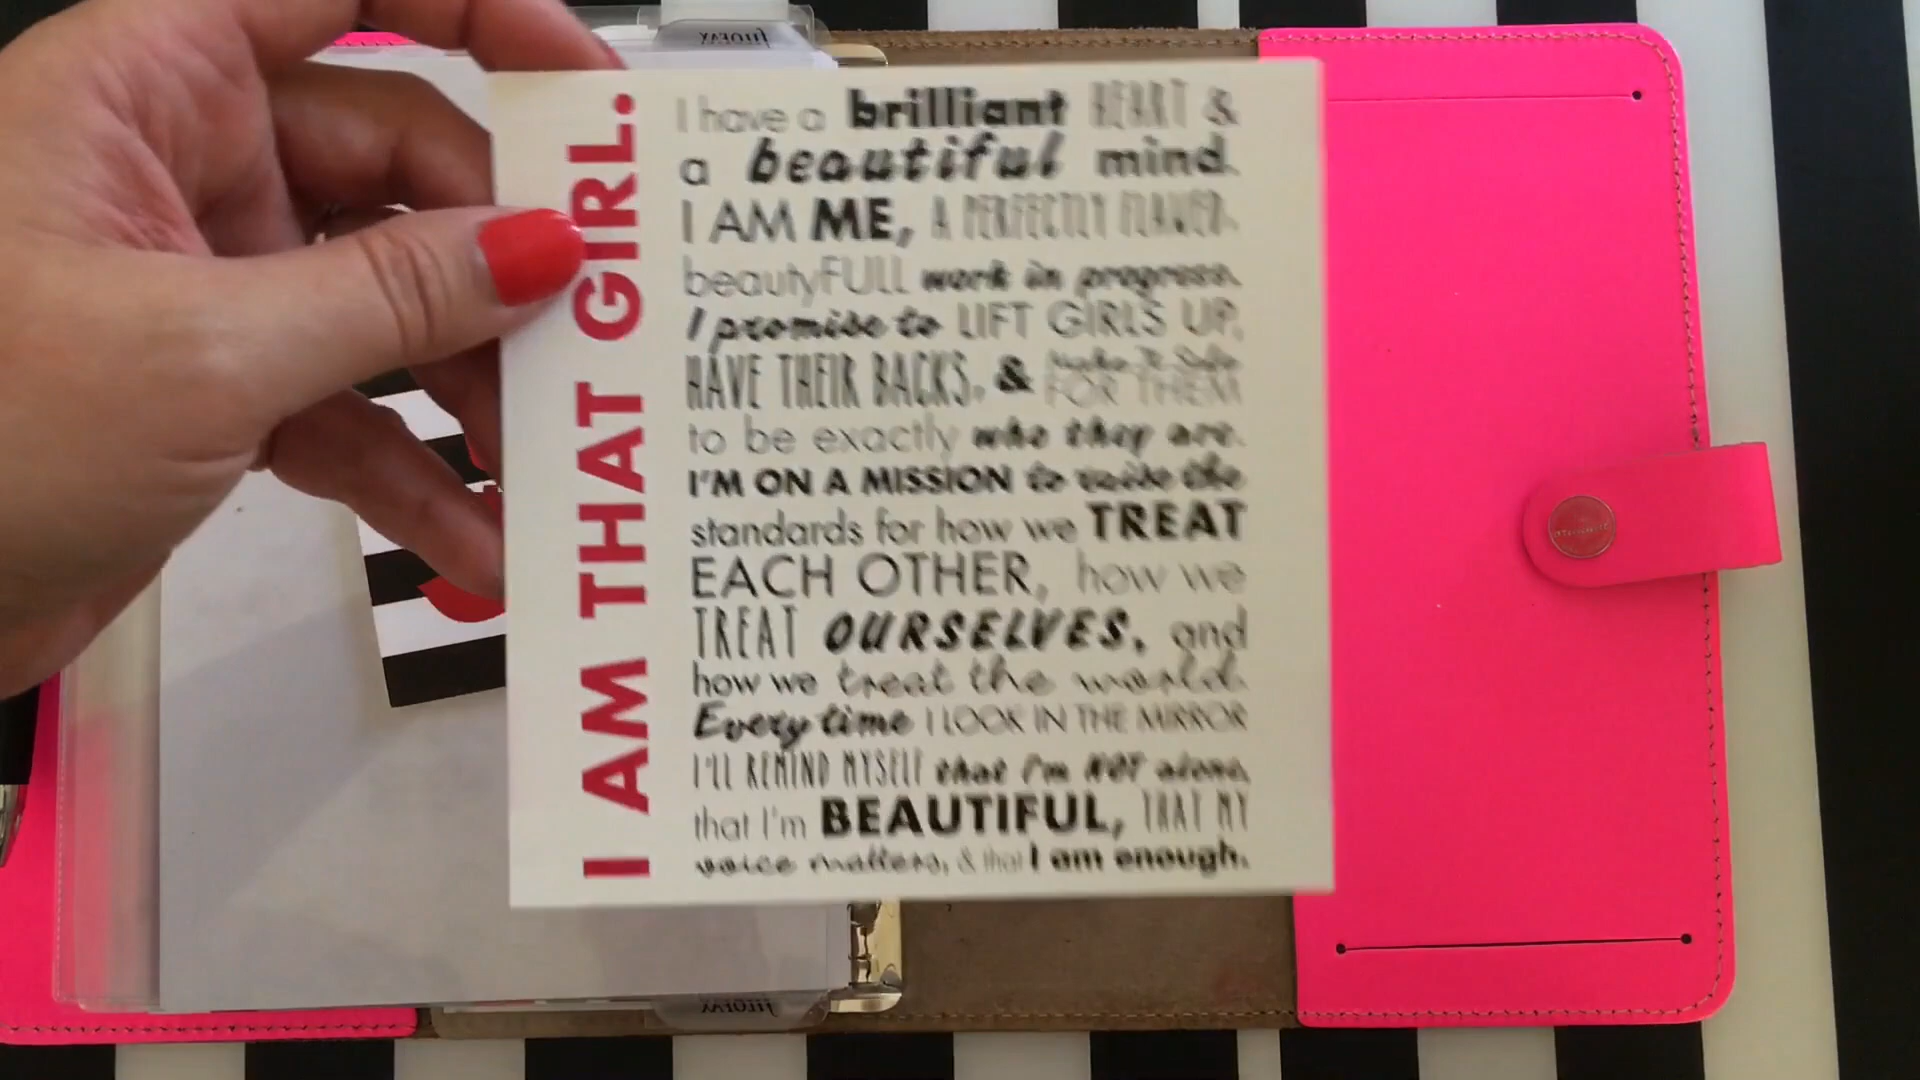 FILOFAX
I AM THAT GIRL.
I have a brilliant HEART &
a beautiful mind.
I AM ME, A PERFECTLY FLAWED,
beautyFULL work in progress.
I promise to LIFT GIRLS UP,
HAVE THEIR BACKS, & Make It Safe
FOR THEM
to be exactly who they are.
I'M ON A MISSION to raise the
standards for how we TREAT
EACH OTHER, how we
TREAT OURSELVES, and
how we treat the world.
Every time I LOOK IN THE MIRROR
I'LL REMIND MYSELF that I'm NOT alone,
that I'm BEAUTIFUL, THAT MY
voice matters, & that I am enough.
FILOFAX